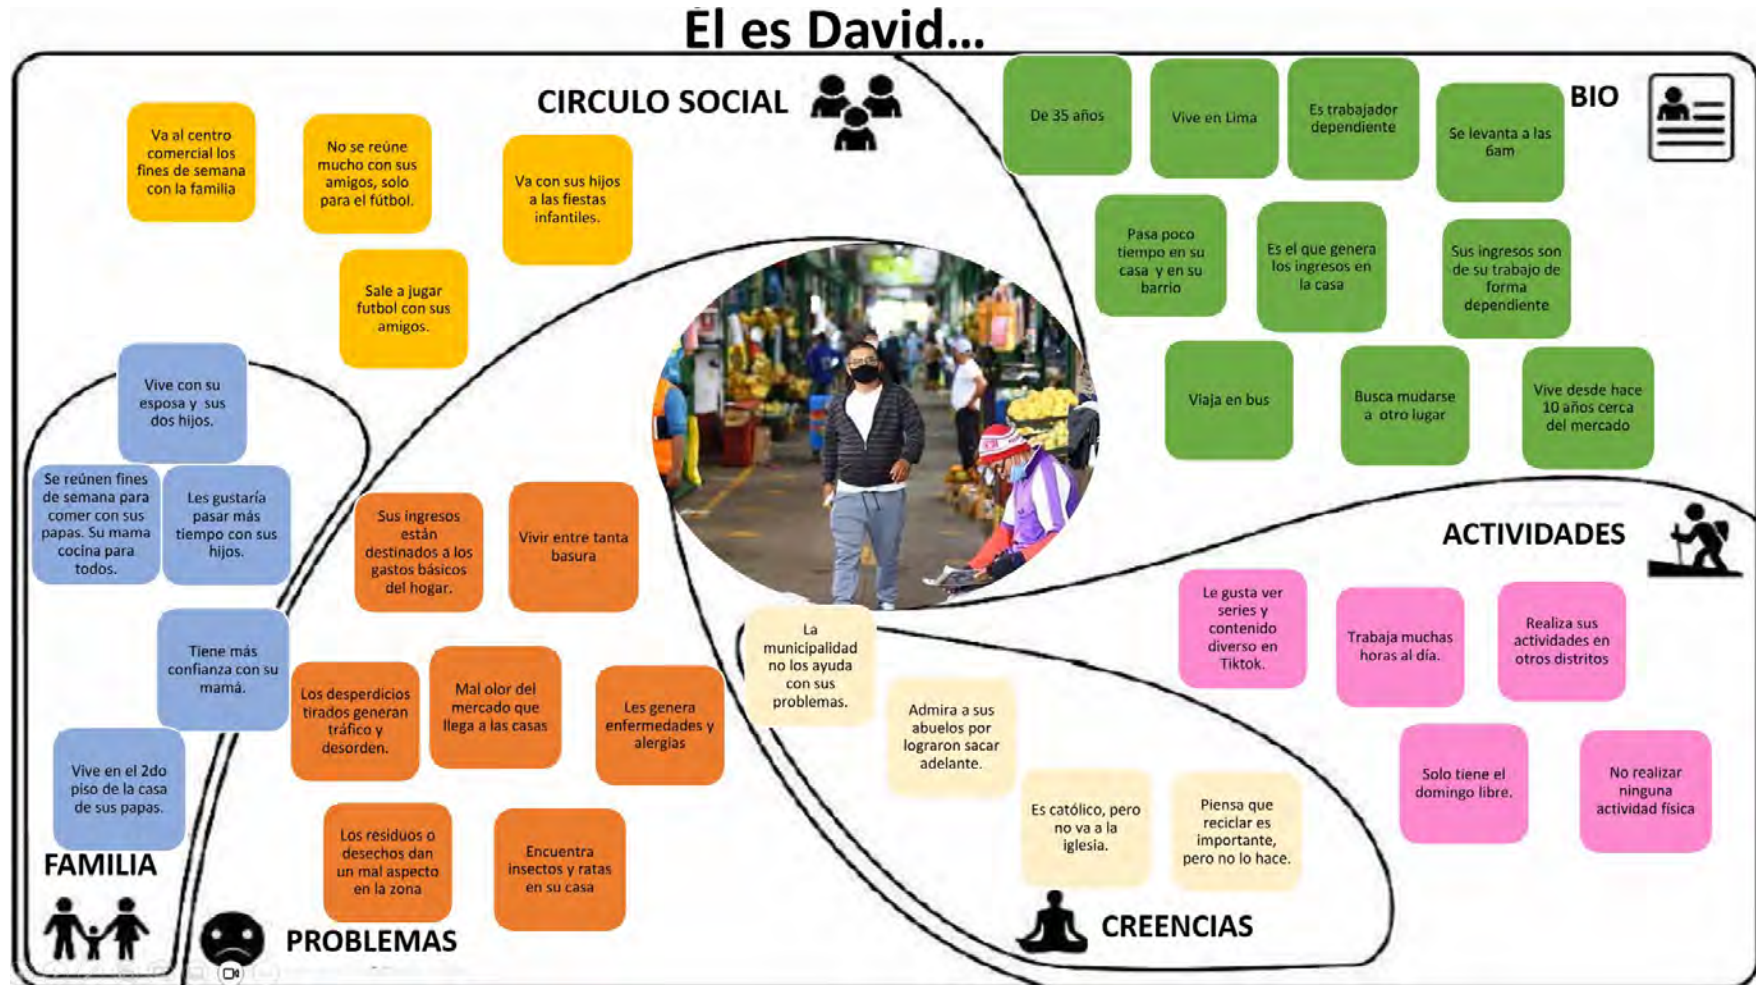 Él es David...
CIRCULO SOCIAL
Va al centro
comercial los
fines de semana
con la familia
No se reúne
mucho con sus
amigos, solo
para el fútbol.
Va con sus hijos
a las fiestas
infantiles.
Sale a jugar
futbol con sus
amigos.
BIO
De 35 años
Vive en Lima
Es trabajador
dependiente
Se levanta a las
6am
Pasa poco
tiempo en su
casa y en su
barrio
Es el que genera
los ingresos en
la casa
Sus ingresos son
de su trabajo de
forma
dependiente
Viaja en bus
Busca mudarse
a otro lugar
Vive desde hace
10 años cerca
del mercado
Vive con su
esposa y sus
dos hijos.
Se reúnen fines
de semana para
comer con sus
papas. Su mama
cocina para
todos.
Les gustaría
pasar más
tiempo con sus
hijos.
Tiene más
confianza con su
mamá.
Vive en el 2do
piso de la casa
de sus papas.
FAMILIA
Sus ingresos
están
destinados a los
gastos básicos
del hogar.
Vivir entre tanta
basura
Los desperdicios
tirados generan
tráfico y
desorden.
Mal olor del
mercado que
llega a las casas
Les genera
enfermedades y
alergias
Los residuos o
desechos dan
un mal aspecto
en la zona
Encuentra
insectos y ratas
en su casa
PROBLEMAS
La
municipalidad
no los ayuda
con sus
problemas.
Admira a sus
abuelos por
lograron sacar
adelante.
Es católico, pero
no va a la
iglesia.
Piensa que
reciclar es
importante,
pero no lo hace.
CREENCIAS
ACTIVIDADES
Le gusta ver
series y
contenido
diverso en
Tiktok.
Trabaja muchas
horas al día.
Realiza sus
actividades en
otros distritos
Solo tiene el
domingo libre.
No realizar
ninguna
actividad física